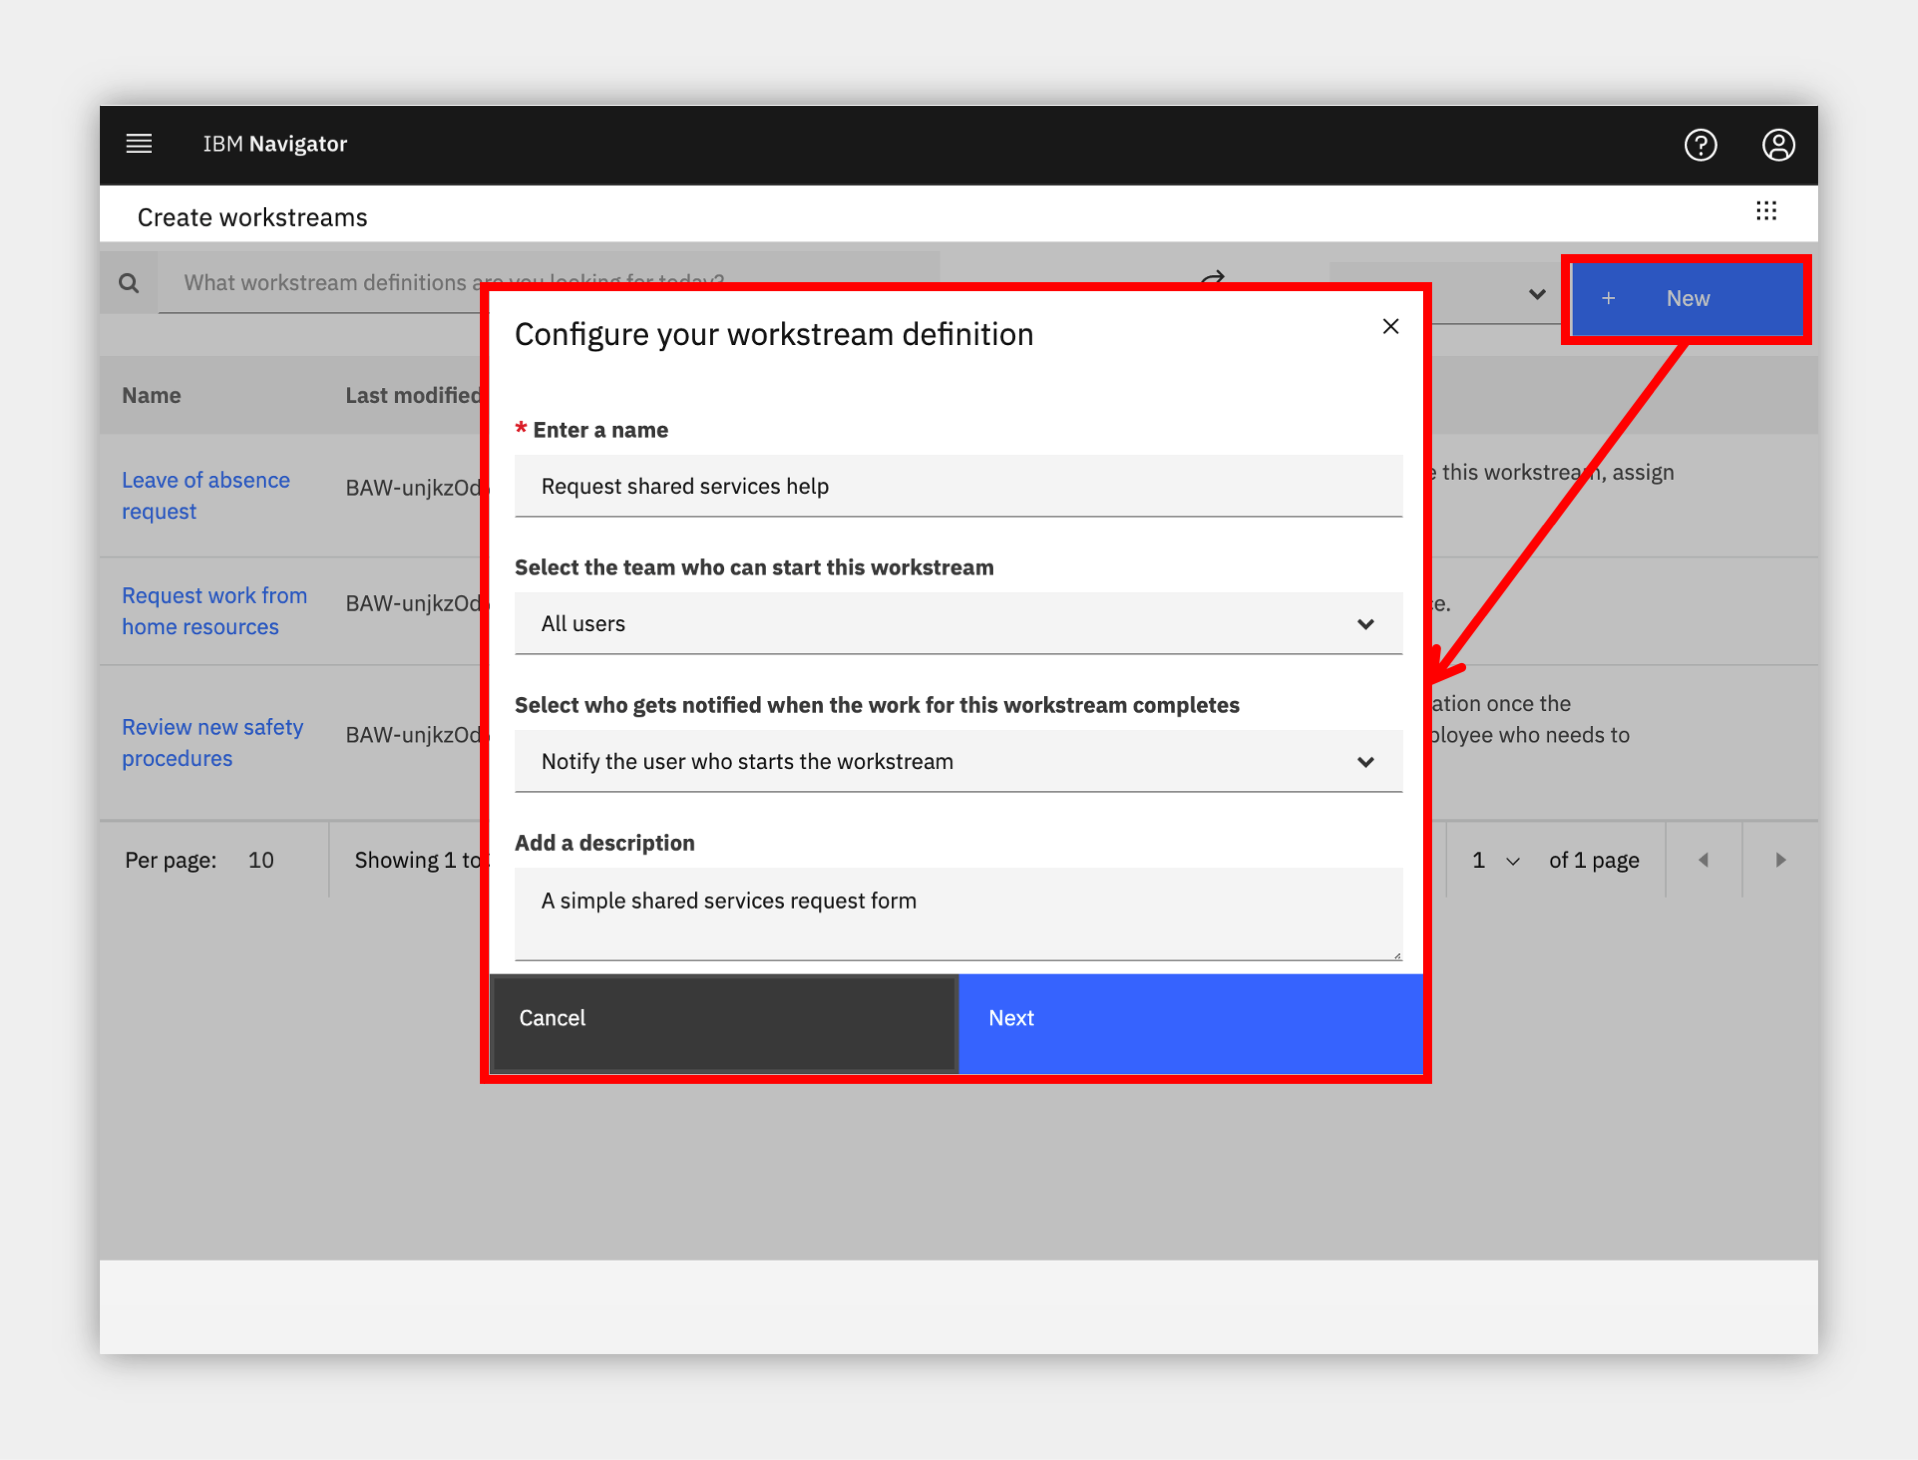 IBM Navigator
Create workstreams
What workstream definitions are you looking for today?
+ New
Configure your workstream definition
Name
Last modified
* Enter a name
Request shared services help
Leave of absence
request
BAW-unjkzOd
this workstream, assign
Select the team who can start this workstream
All users
Request work from
home resources
BAW-unjkzOd
Select who gets notified when the work for this workstream completes
Notify the user who starts the workstream
Review new safety
procedures
BAW-unjkzOd
ation once the
ployee who needs to
Add a description
A simple shared services request form
Per page: 10
Showing 1 to
1
of 1 page
Cancel
Next